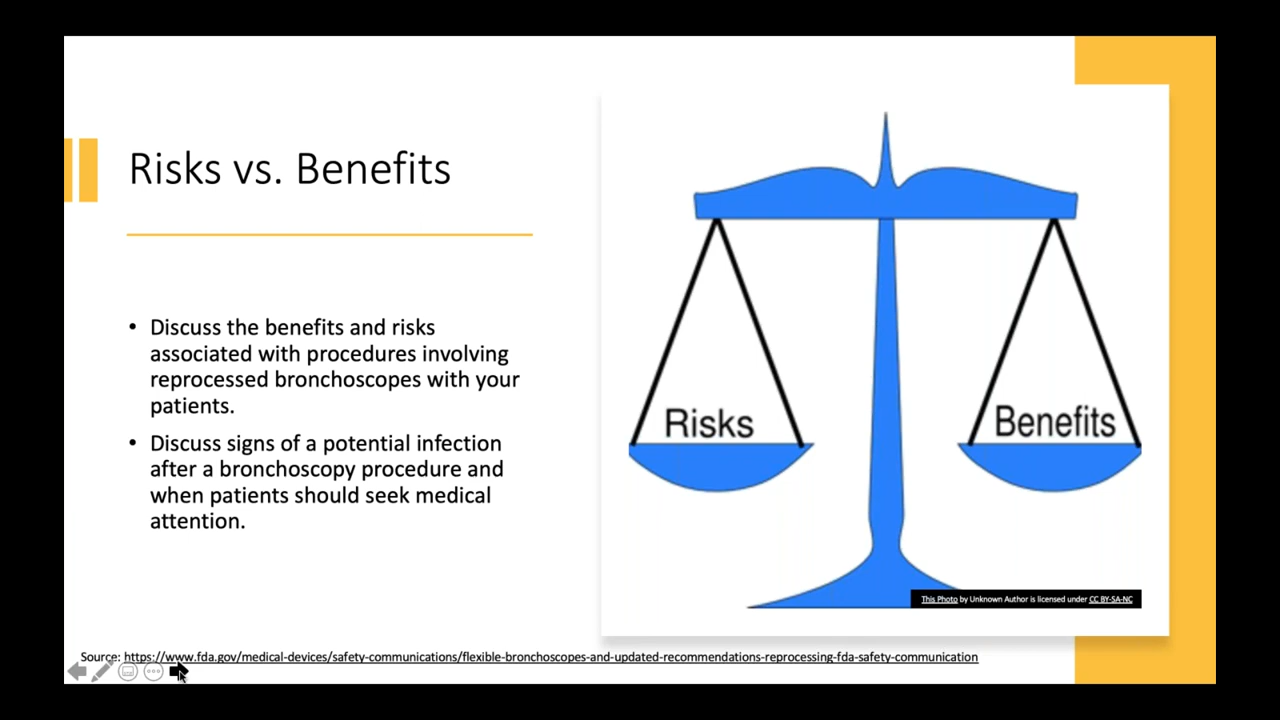 Risks vs. Benefits
• Discuss the benefits and risks
associated with procedures involving
reprocessed bronchoscopes with your
patients.
• Discuss signs of a potential infection
after a bronchoscopy procedure and
when patients should seek medical
attention.
Risks
Benefits
This Photo by Unknown Author is licensed under CC BY-SA-NC
Source: https://www.fda.gov/medical-devices/safety-communications/flexible-bronchoscopes-and-updated-recommendations-reprocessing-fda-safety-communication